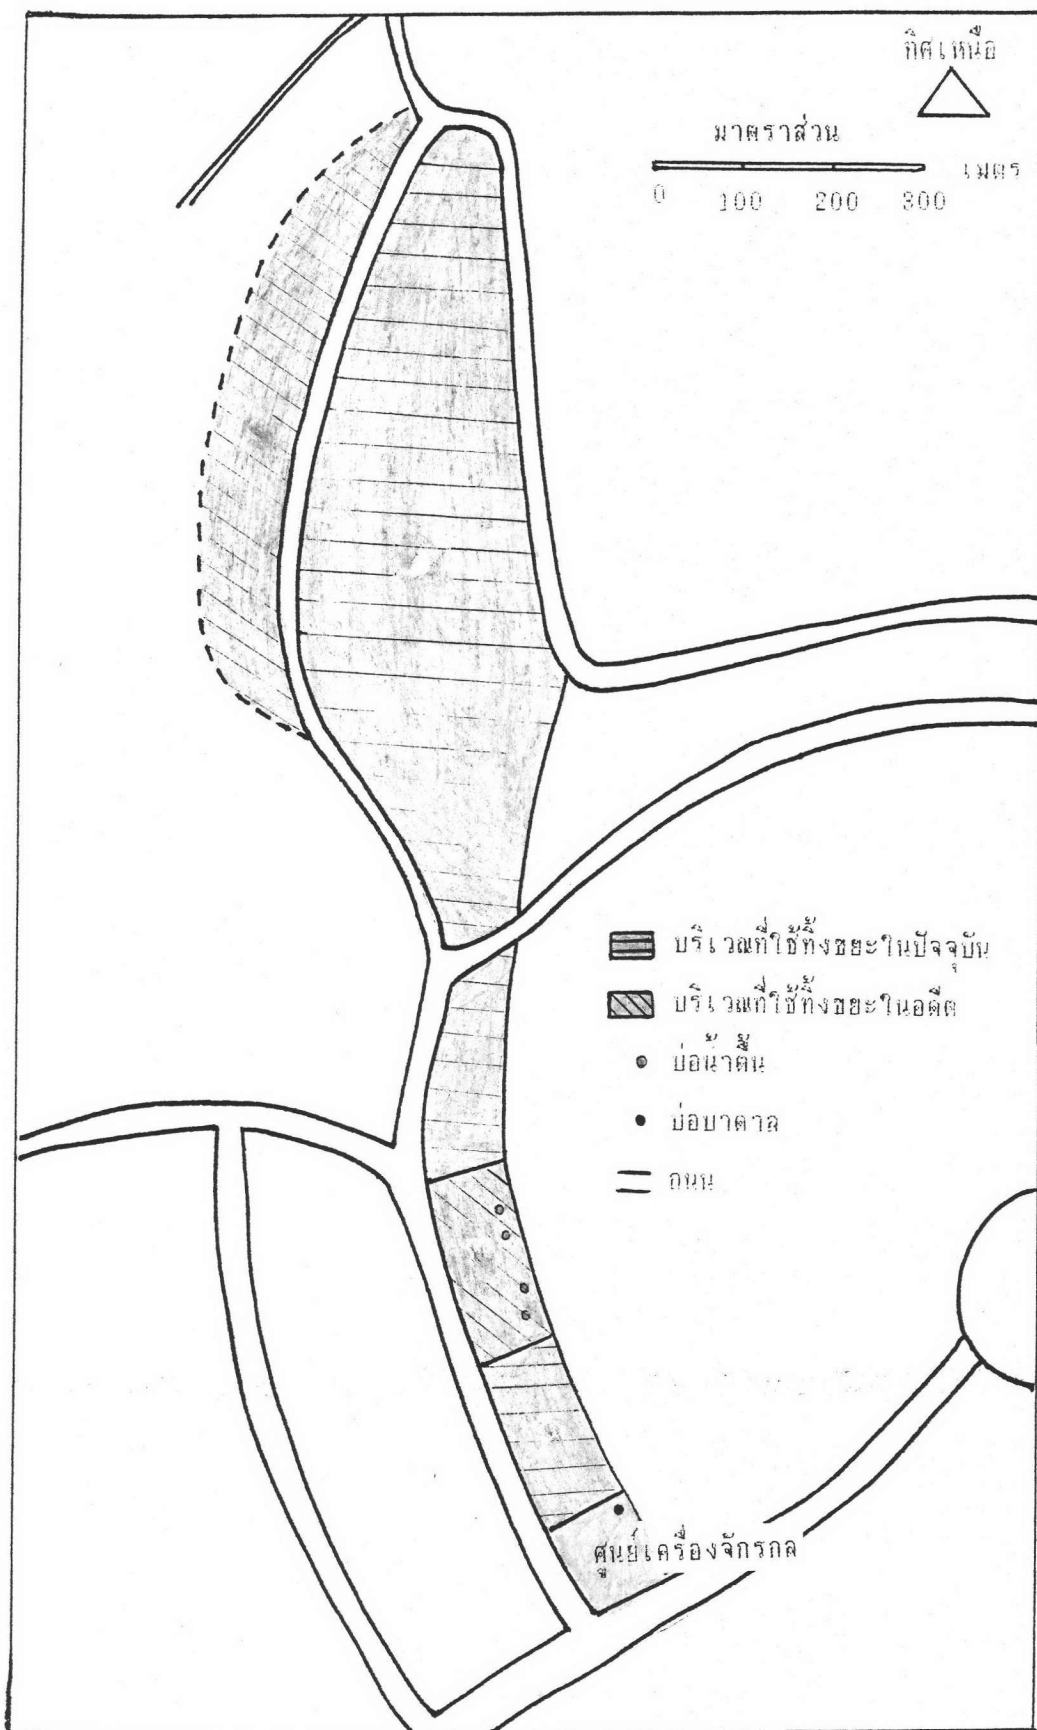 ทิศเหนือ
มาตราส่วน
เมตร
0 100 200 300
บริเวณที่ใช้ทิ้งขยะในปัจจุบัน
บริเวณที่ใช้ทิ้งขยะในอดีต
บ่อน้ำตื้น
บ่อบาดาล
ถนน
ศูนย์เครื่องจักรกล